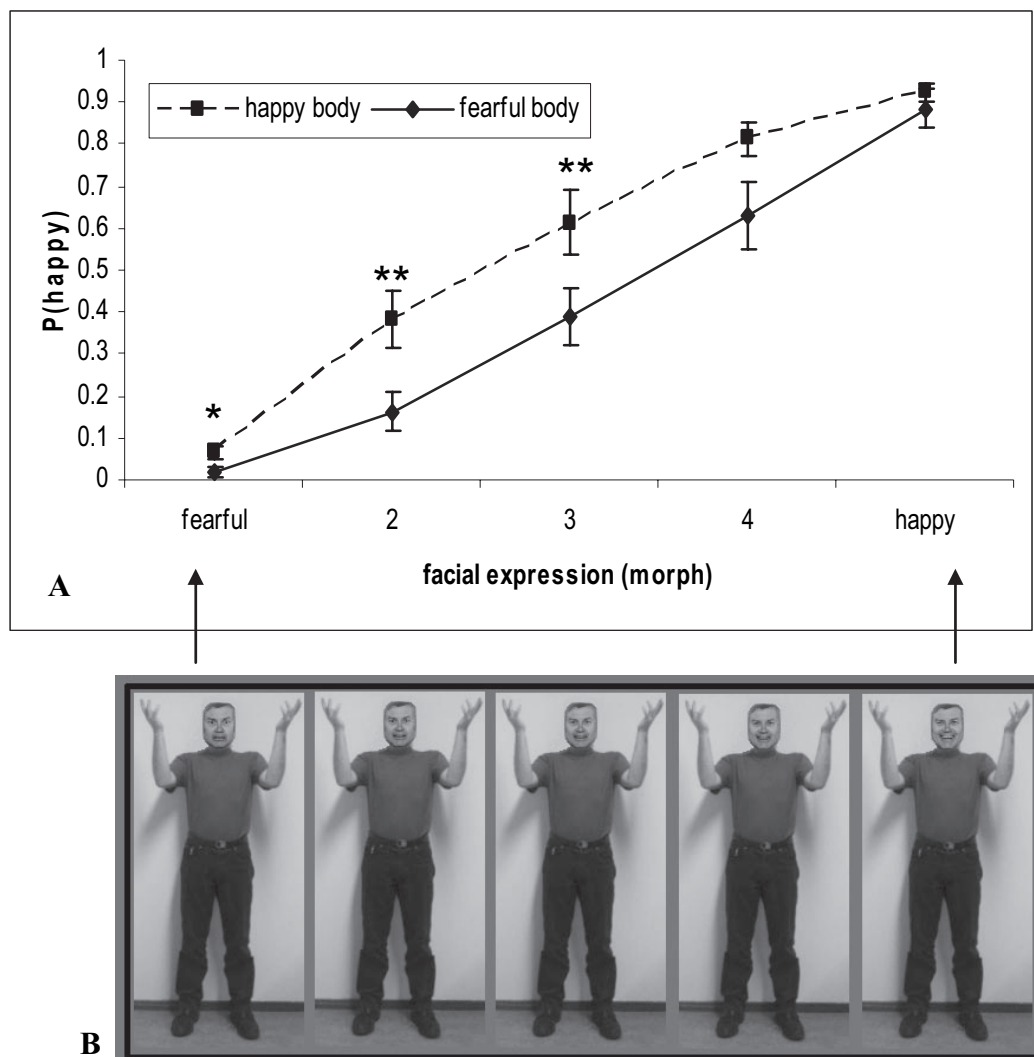 1
0.9
0.8
0.7
0.6
0.5
0.4
0.3
0.2
0.1
0
P(happy)
happy body fearful body
*
**
**
fearful 2 3 4 happy
facial expression (morph)
A
B